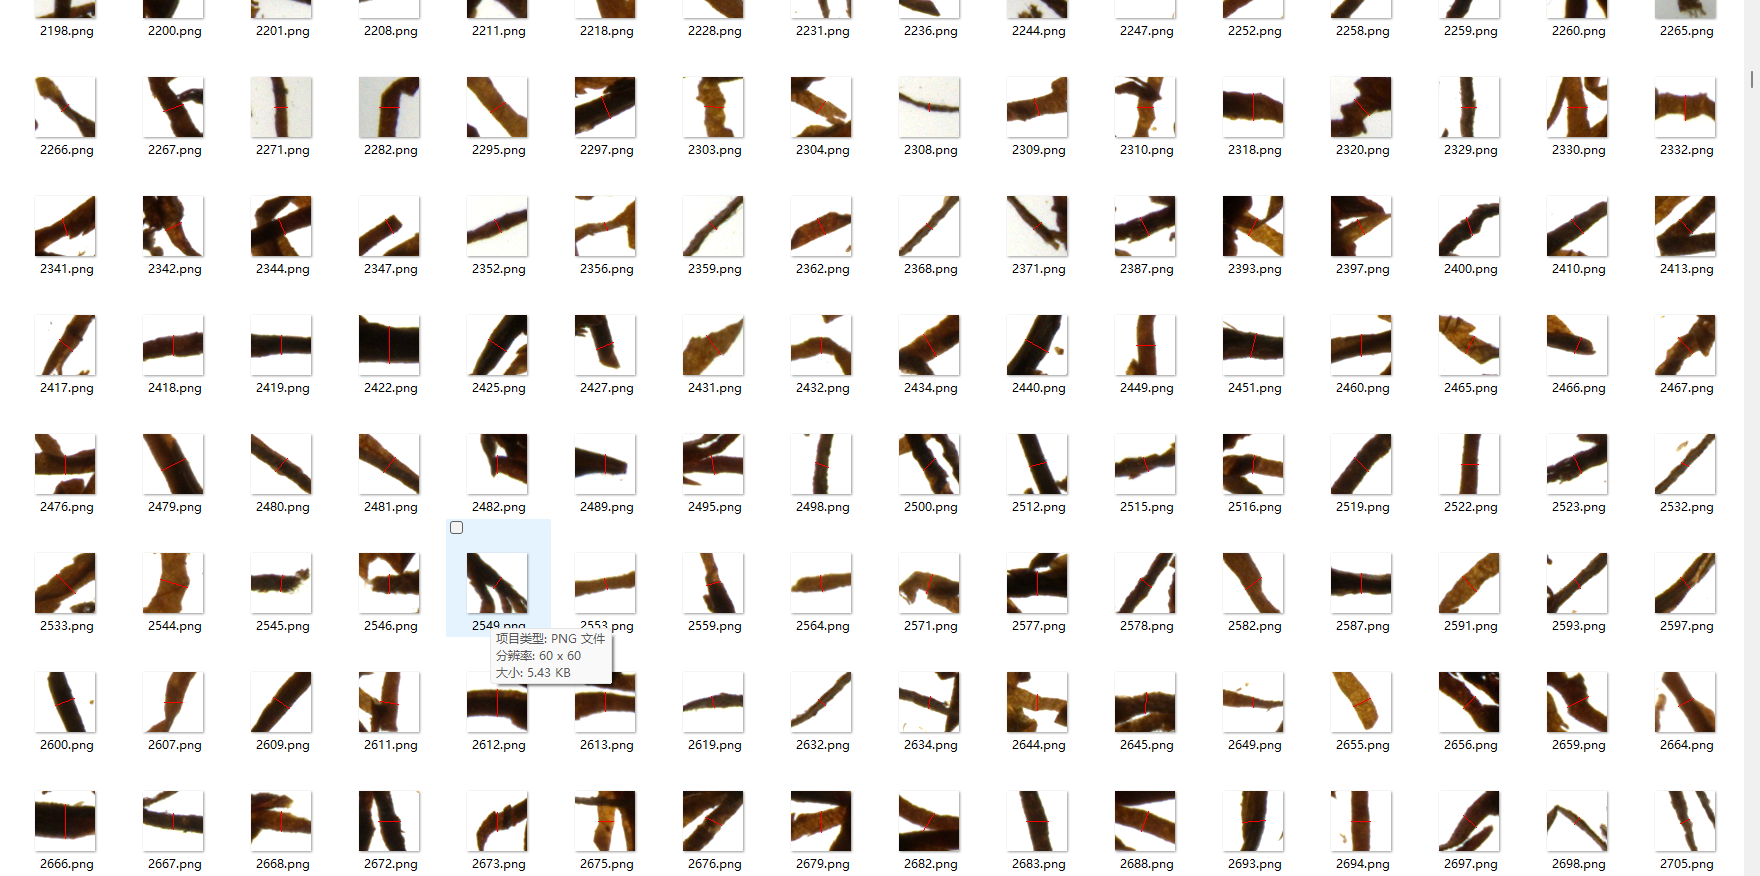 2198.png 2200.png 2201.png 2208.png 2211.png 2218.png 2228.png 2231.png 2236.png 2244.png 2247.png 2252.png 2258.png 2259.png 2260.png 2265.png
2266.png 2267.png 2271.png 2282.png 2295.png 2297.png 2303.png 2304.png 2308.png 2309.png 2310.png 2318.png 2320.png 2329.png 2330.png 2332.png
2341.png 2342.png 2344.png 2347.png 2352.png 2356.png 2359.png 2362.png 2368.png 2371.png 2387.png 2393.png 2397.png 2400.png 2410.png 2413.png
2417.png 2418.png 2419.png 2422.png 2425.png 2427.png 2431.png 2432.png 2434.png 2440.png 2449.png 2451.png 2460.png 2465.png 2466.png 2467.png
2476.png 2479.png 2480.png 2481.png 2482.png 2489.png 2495.png 2498.png 2500.png 2512.png 2515.png 2516.png 2519.png 2522.png 2523.png 2532.png
2533.png 2544.png 2545.png 2546.png 2549.png 2553.png 2559.png 2564.png 2571.png 2577.png 2578.png 2582.png 2587.png 2591.png 2593.png 2597.png
项目类型: PNG 文件
分辨率: 60 x 60
大小: 5.43 KB
2600.png 2607.png 2609.png 2611.png 2612.png 2613.png 2619.png 2632.png 2634.png 2644.png 2645.png 2649.png 2655.png 2656.png 2659.png 2664.png
2666.png 2667.png 2668.png 2672.png 2673.png 2675.png 2676.png 2679.png 2682.png 2683.png 2688.png 2693.png 2694.png 2697.png 2698.png 2705.png